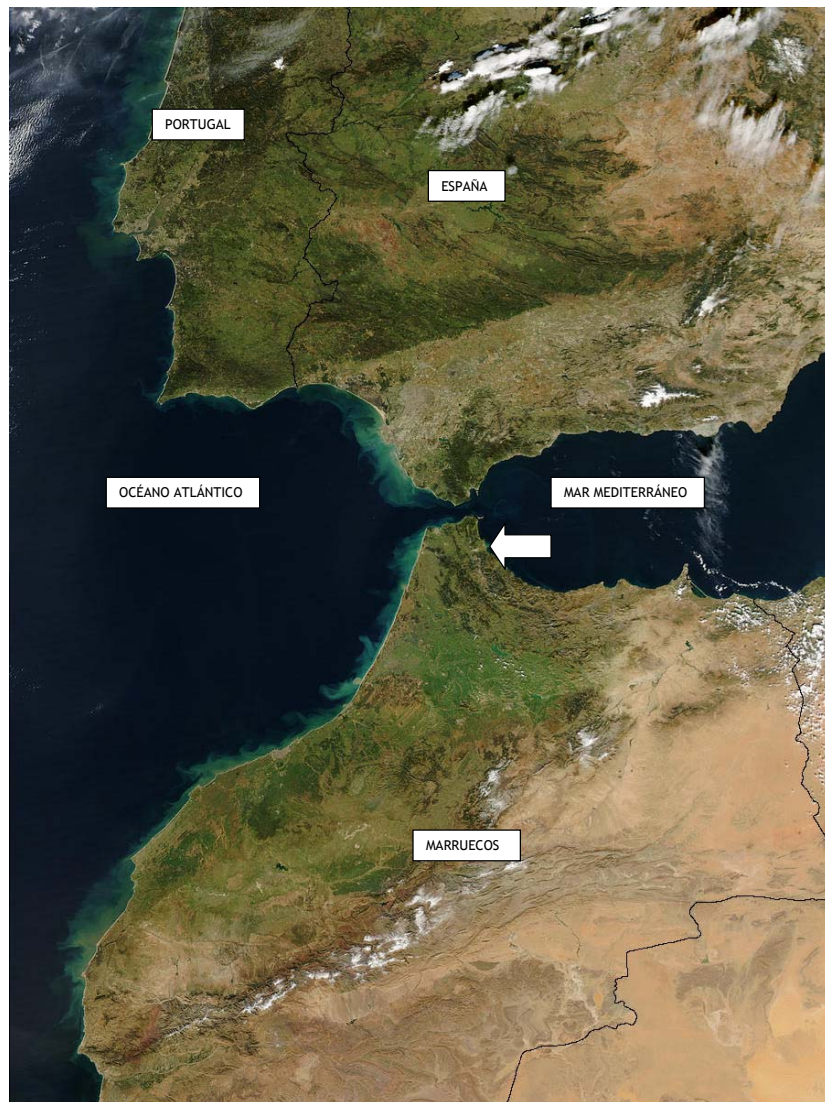 PORTUGAL
ESPAÑA
OCÉANO ATLÁNTICO
MAR MEDITERRÁNEO
MARRUECOS